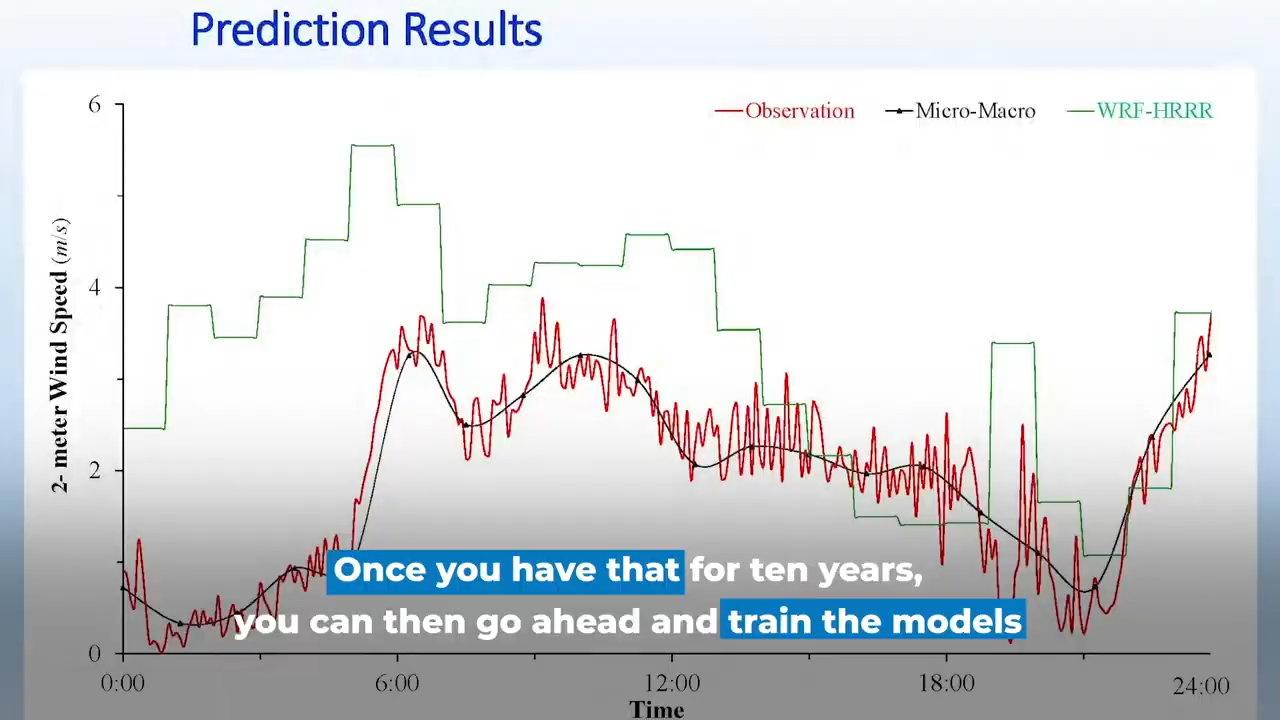 Prediction Results
6
Observation
Micro-Macro
WRF-HRRR
2- meter Wind Speed (m/s)
4
2
0
Once you have that for ten years,
you can then go ahead and train the models
0:00
6:00
12:00
18:00
24:00
Time